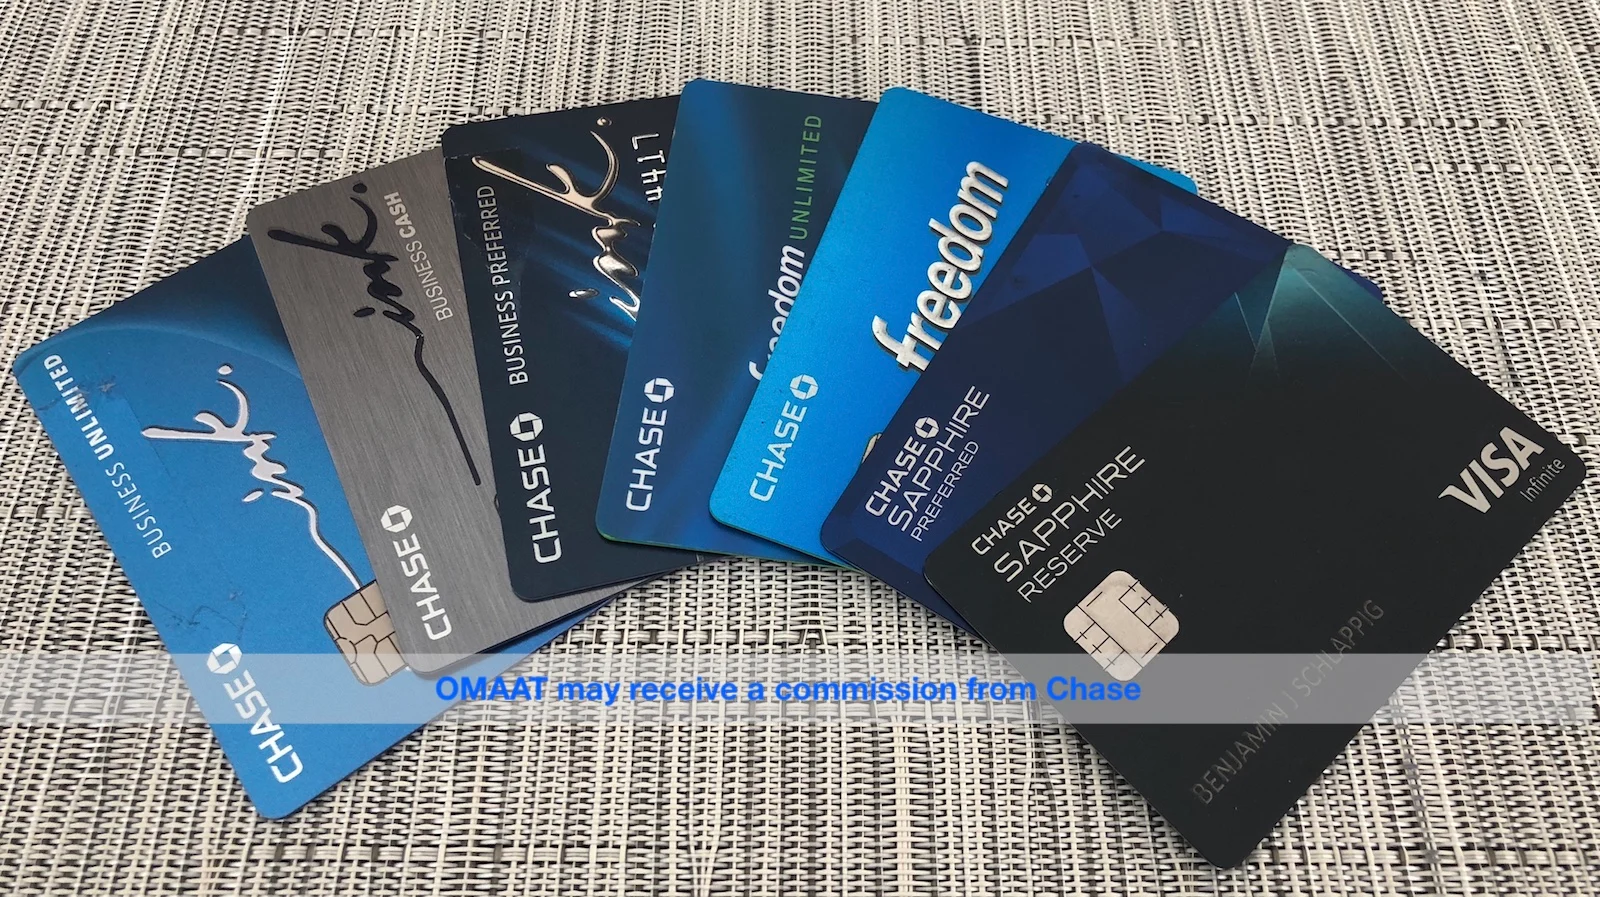 BUSINESS UNLIMITED
ink.
CHASE
ink.
BUSINESS CASH
CHASE
BUSINESS PREFERRED
ink.
CHASE
freedom UNLIMITED
CHASE
freedom
CHASE
CHASE
SAPPHIRE
PREFERRED
CHASE
SAPPHIRE
RESERVE
VISA
Infinite
BENJAMIN J SCHLAPPIG
OMAAT may receive a commission from Chase